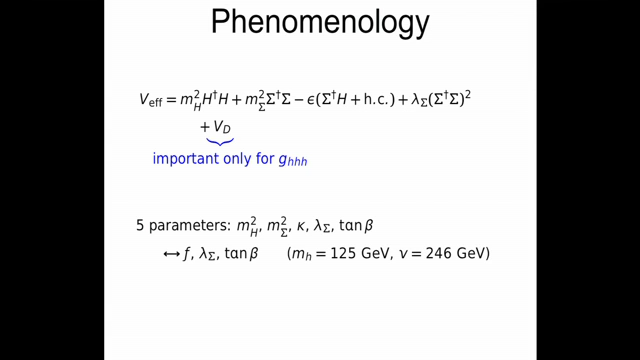 Phenomenology
V_eff = m_H^2 H†H + m_Σ^2 Σ†Σ − ϵ(Σ†H + h.c.) + λ_Σ(Σ†Σ)^2
+ V_D
important only for g_hhh
5 parameters: m_H^2, m_Σ^2, κ, λ_Σ, tan β
↔ f, λ_Σ, tan β (m_h = 125 GeV, v = 246 GeV)